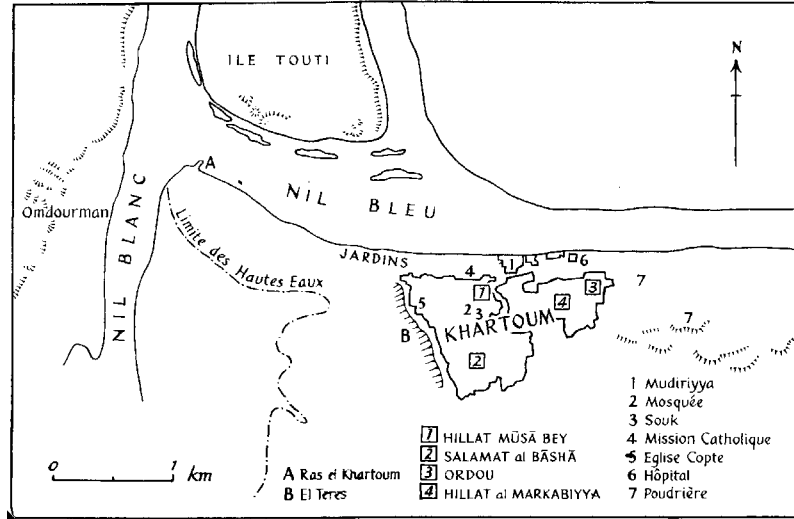 ILE TOUTI
N
A
NIL BLEU
Omdourman
NIL BLANC
Limite des Hautes Eaux
JARDINS
1
3
6
4
7
1
3
5
2
3
4
7
B
KHARTOUM
2
1 Mudiriyya
2 Mosquée
3 Souk
4 Mission Catholique
5 Eglise Copte
6 Hôpital
7 Poudrière
1 HILLAT MŪSĀ BEY
2 SALAMAT al BĀSHĀ
3 ORDOU
4 HILLAT al MARKABIYYA
0 1
km
A Ras el Khartoum
B El Teres